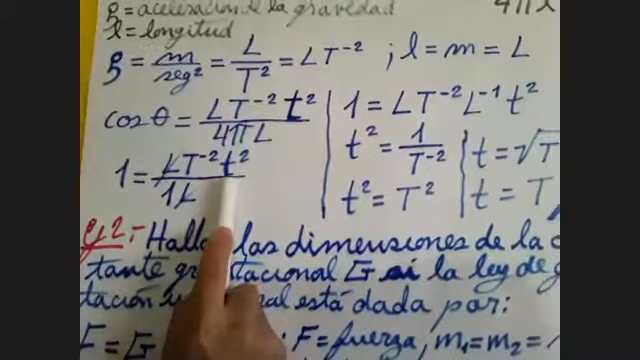 g = aceleración de la gravedad
l = longitud
g = m/seg² = L/T² = LT⁻² ; l = m = L
cos θ = LT⁻² t²/4πL
1 = LT⁻² t²/1L
1 = LT⁻²L⁻¹ t²
t² = 1/T⁻²
t² = T²
t = √T
t = T
Ej 2:- Halla las dimensiones de la
tante gravitacional G si la ley de
tación está dada por:
F = G ; F = fuerza, m₁ = m₂ =